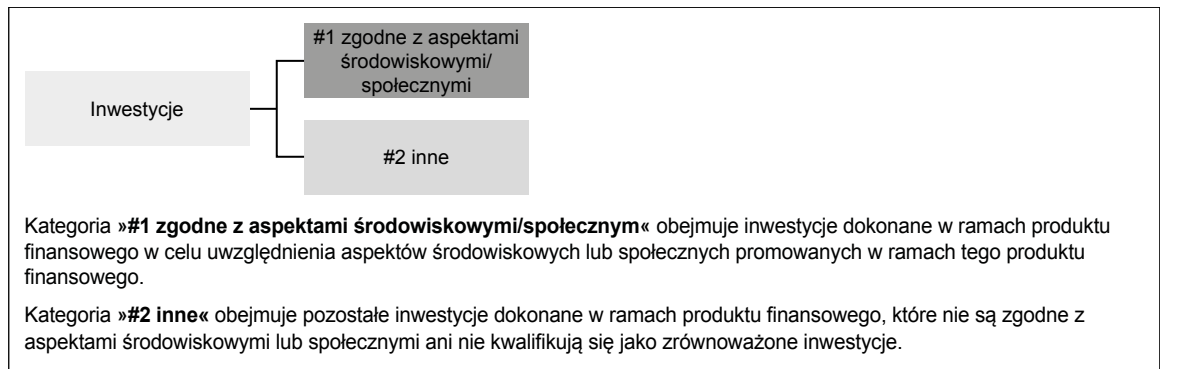 #1 zgodne z aspektami
środowiskowymi/
społecznymi
Inwestycje
#2 inne
Kategoria »#1 zgodne z aspektami środowiskowymi/społecznym« obejmuje inwestycje dokonane w ramach produktu
finansowego w celu uwzględnienia aspektów środowiskowych lub społecznych promowanych w ramach tego produktu
finansowego.
Kategoria »#2 inne« obejmuje pozostałe inwestycje dokonane w ramach produktu finansowego, które nie są zgodne z
aspektami środowiskowymi lub społecznymi ani nie kwalifikują się jako zrównoważone inwestycje.